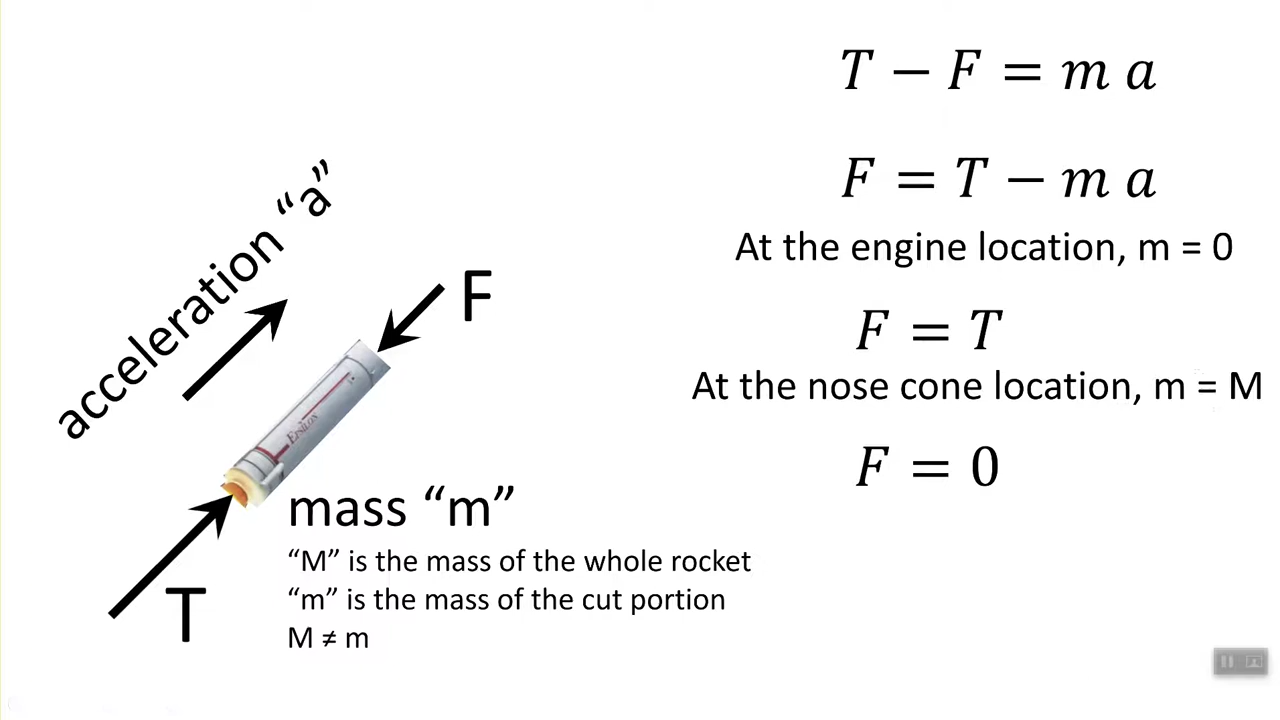 T − F = m a
F = T − m a
At the engine location, m = 0
F = T
At the nose cone location, m = M
F = 0
acceleration “a”
F
EPSILON
T
mass “m”
“M” is the mass of the whole rocket
“m” is the mass of the cut portion
M ≠ m